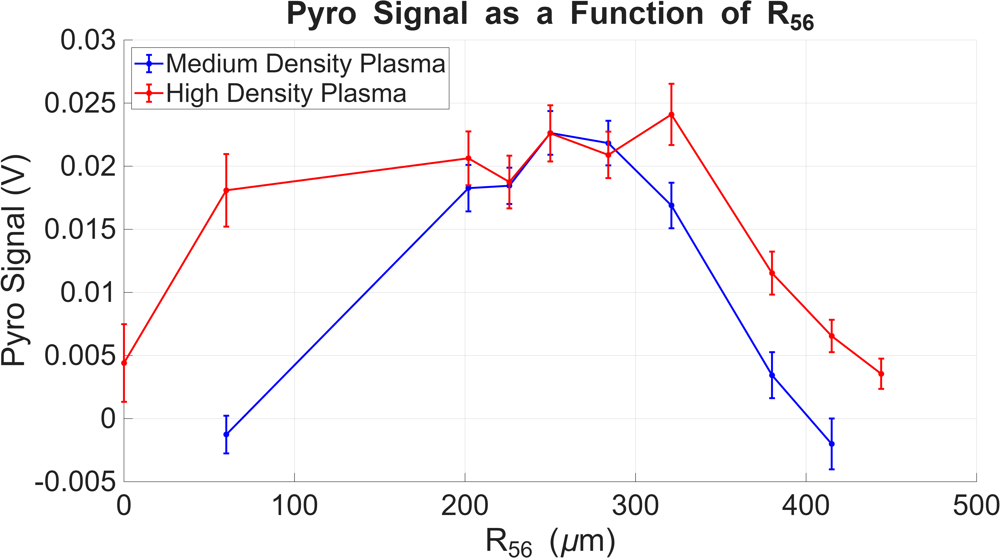 Pyro Signal as a Function of R₅₆
Medium Density Plasma
High Density Plasma
Pyro Signal (V)
0.03
0.025
0.02
0.015
0.01
0.005
0
-0.005
0 100 200 300 400 500
R₅₆ (μm)